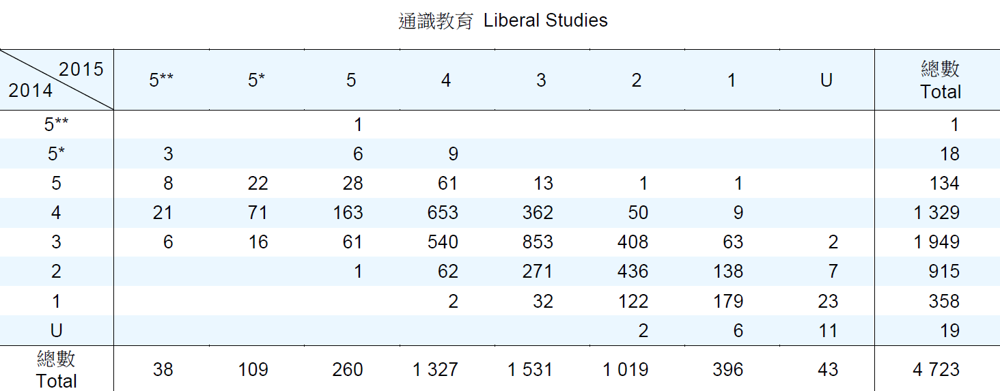 通識教育 Liberal Studies
2015 5** 5* 5 4 3 2 1 U 總數
2014 Total
5** 1 1
5* 3 6 9 18
5 8 22 28 61 13 1 1 134
4 21 71 163 653 362 50 9 1 329
3 6 16 61 540 853 408 63 2 1 949
2 1 62 271 436 138 7 915
1 2 32 122 179 23 358
U 2 6 11 19
總數
Total 38 109 260 1 327 1 531 1 019 396 43 4 723